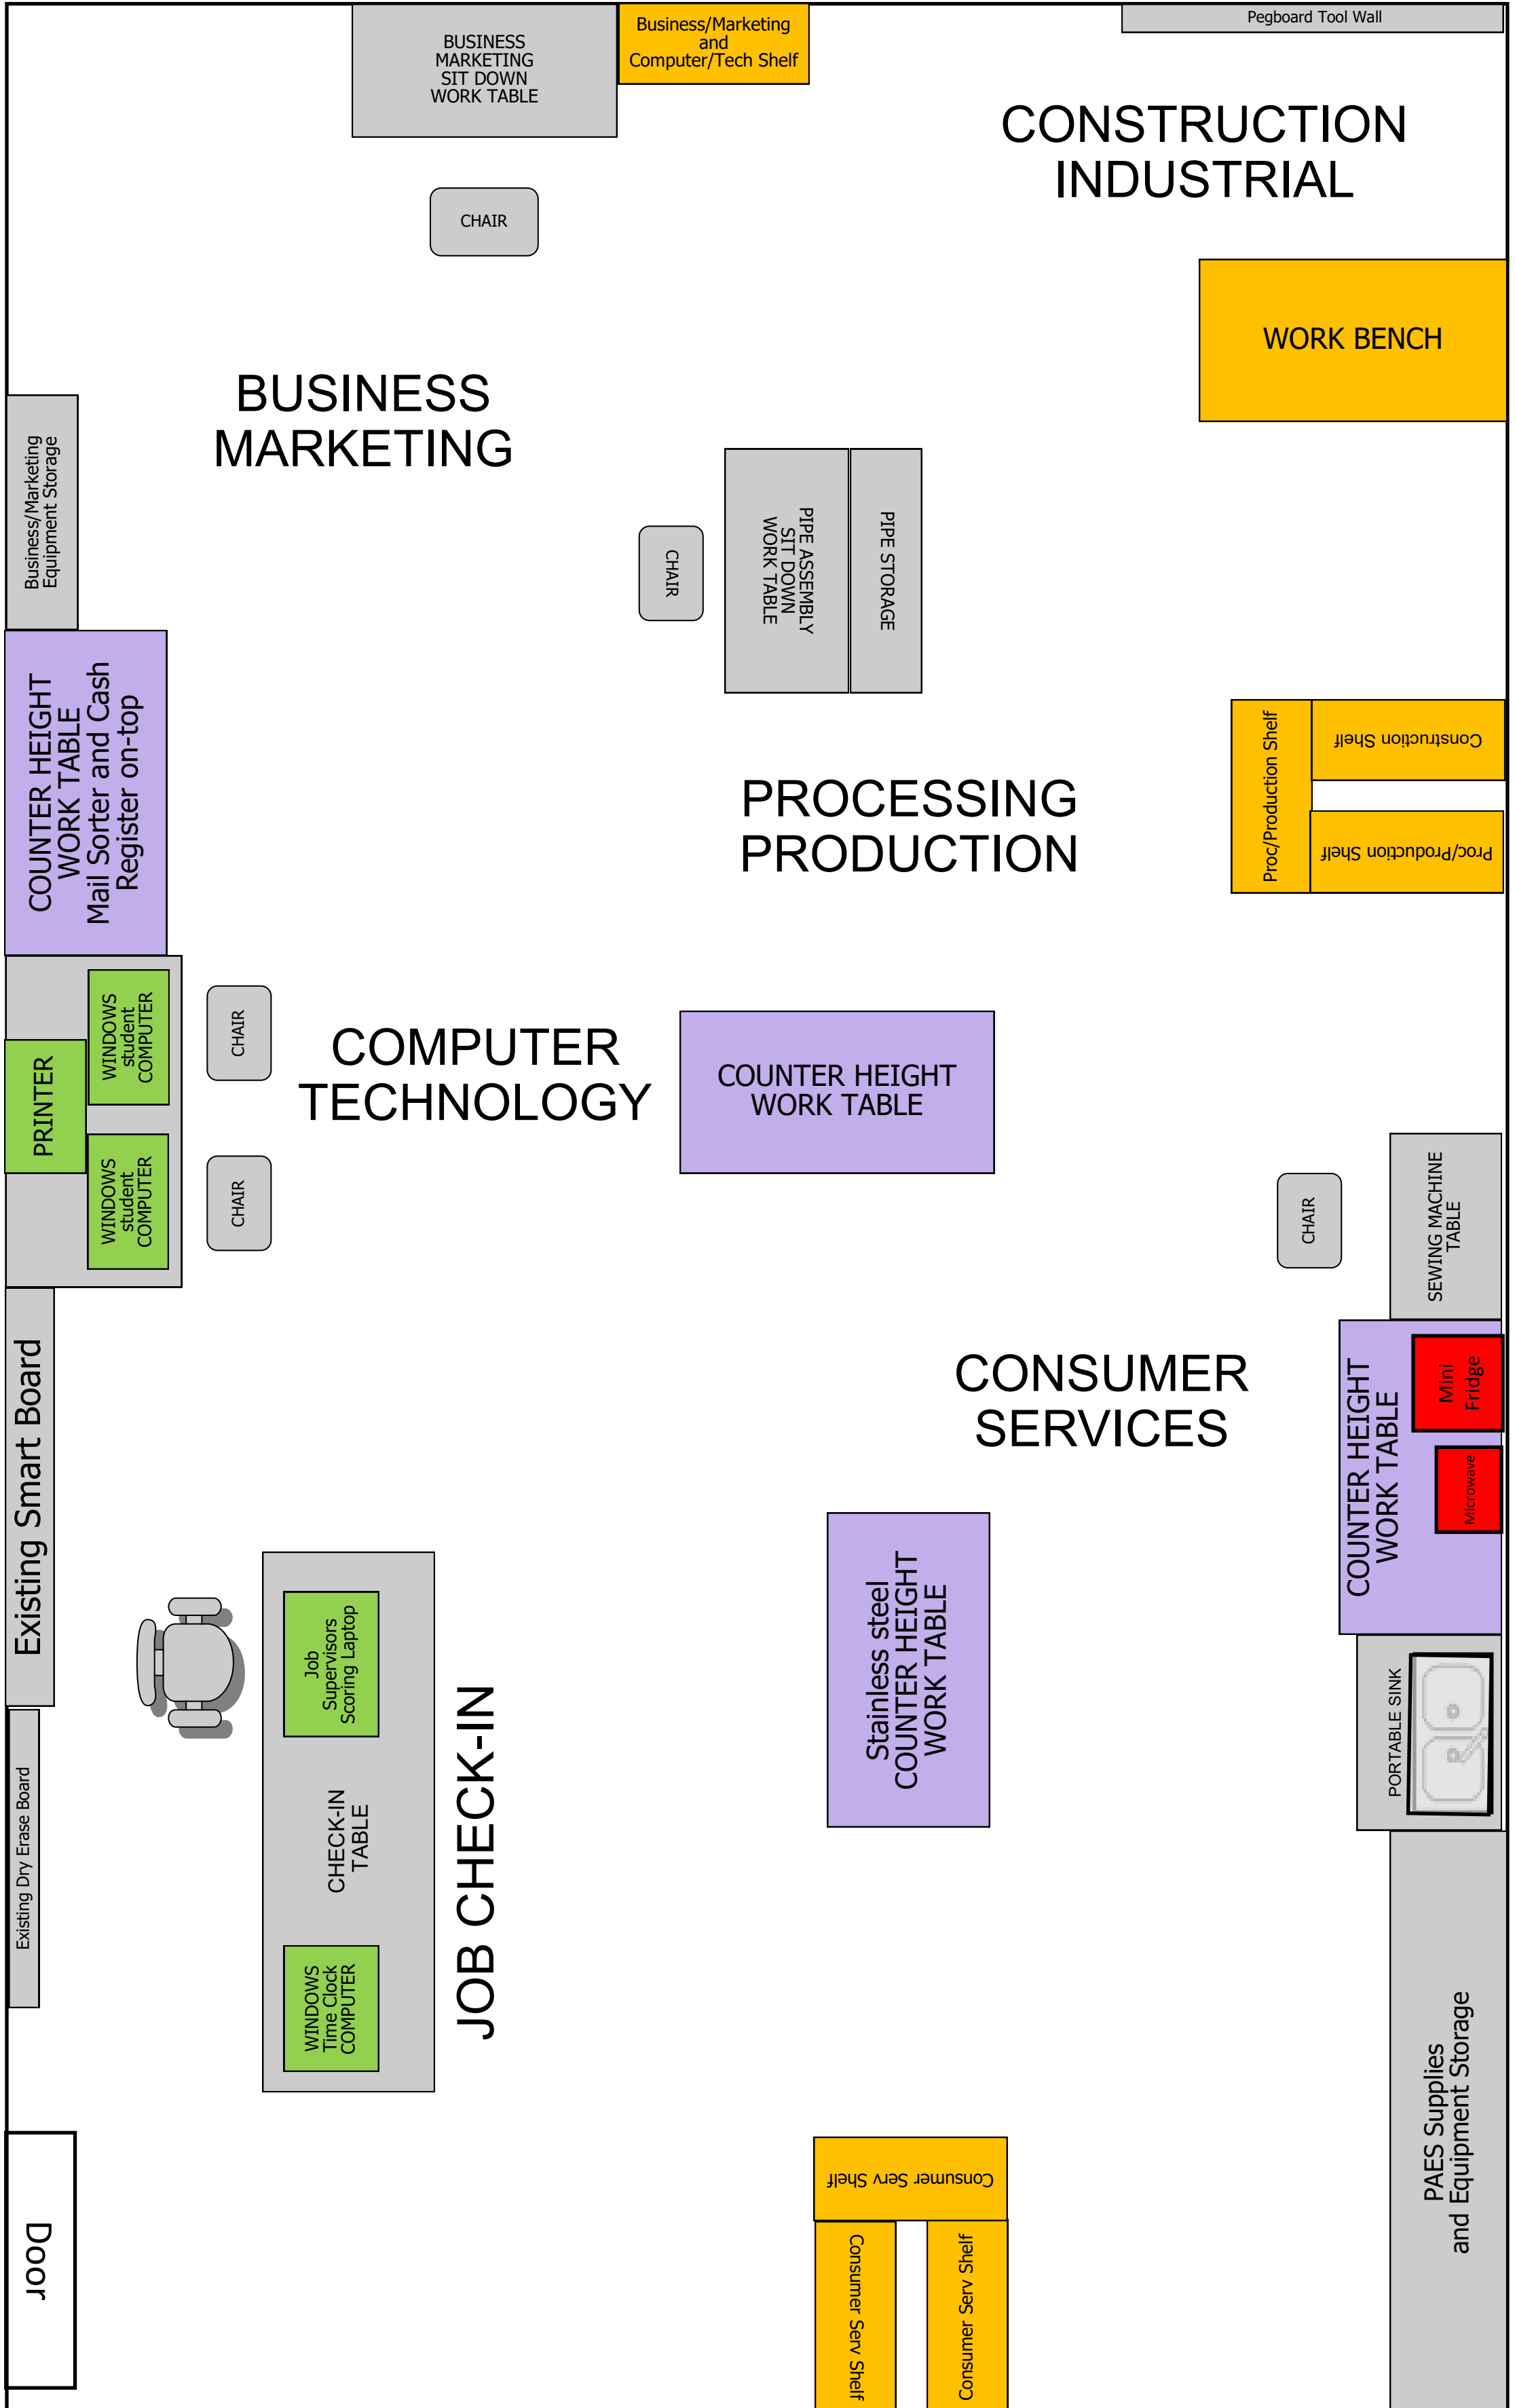 BUSINESS
MARKETING
SIT DOWN
WORK TABLE
Business/Marketing
and
Computer/Tech Shelf
Pegboard Tool Wall
CONSTRUCTION
INDUSTRIAL
CHAIR
WORK BENCH
BUSINESS
MARKETING
Business/Marketing
Equipment Storage
CHAIR
PIPE ASSEMBLY
SIT DOWN
WORK TABLE
PIPE STORAGE
COUNTER HEIGHT
WORK TABLE
Mail Sorter and Cash
Register on-top
PROCESSING
PRODUCTION
Proc/Production Shelf
Construction Shelf
Proc/Production Shelf
PRINTER
WINDOWS
student
COMPUTER
WINDOWS
student
COMPUTER
CHAIR
CHAIR
COMPUTER
TECHNOLOGY
COUNTER HEIGHT
WORK TABLE
CHAIR
SEWING MACHINE
TABLE
Existing Smart Board
CONSUMER
SERVICES
COUNTER HEIGHT
WORK TABLE
Mini
Fridge
Microwave
Job
Supervisors
Scoring Laptop
CHECK-IN
TABLE
WINDOWS
Time Clock
COMPUTER
JOB CHECK-IN
Stainless steel
COUNTER HEIGHT
WORK TABLE
PORTABLE SINK
Existing Dry Erase Board
PAES Supplies
and Equipment Storage
Door
Consumer Serv Shelf
Consumer Serv Shelf
Consumer Serv Shelf